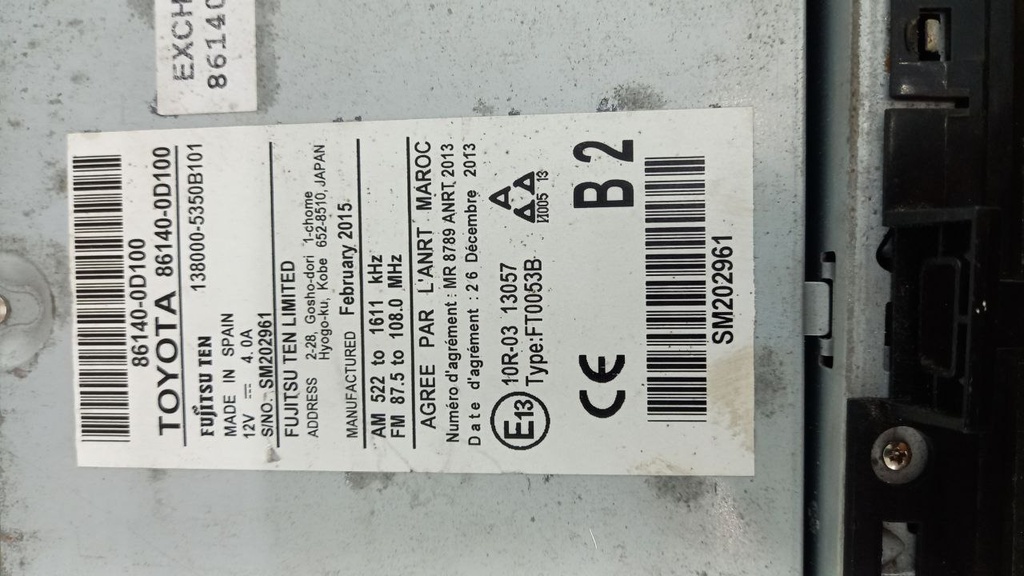 EXCH
86140
86140-0D100
TOYOTA 86140-0D100
FUJITSU TEN 138000-5350B101
MADE IN SPAIN
12V 4.0A
S/NO. SM202961
FUJITSU TEN LIMITED
ADDRESS 2-28, Gosho-dori 1-chome
Hyogo-ku, Kobe 652-8510, JAPAN
MANUFACTURED February 2015
AM 522 to 1611 kHz
FM 87.5 to 108.0 MHz
AGREE PAR L'ANRT MAROC
Numéro d'agrément : MR 8789 ANRT 2013
Date d'agrément : 26 Décembre 2013
E13 10R-03 13057
Type:FT0053B
A
AA
005 13
CE B2
SM202961